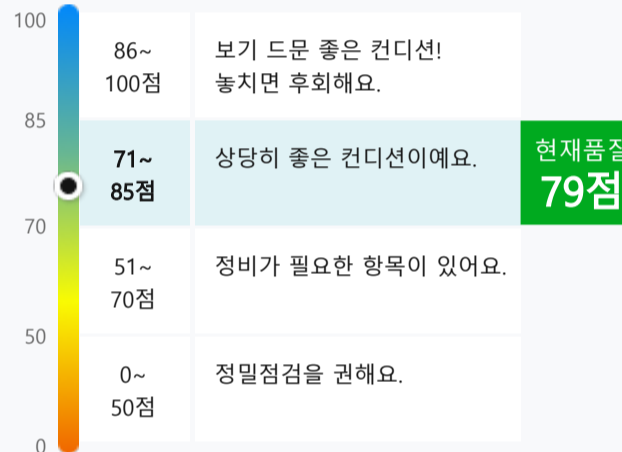 100
86~
100점
보기 드문 좋은 컨디션!
놓치면 후회해요.
85
71~
85점
상당히 좋은 컨디션이예요.
현재품질
79점
70
51~
70점
정비가 필요한 항목이 있어요.
50
0~
50점
정밀점검을 권해요.
0